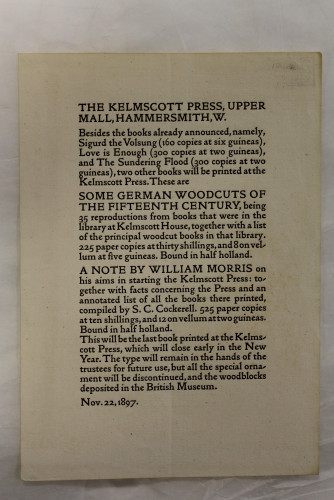 THE KELMSCOTT PRESS, UPPER
MALL, HAMMERSMITH, W.
Besides the books already announced, namely,
Sigurd the Volsung (160 copies at six guineas),
Love is Enough (300 copies at two guineas),
and The Sundering Flood (300 copies at two
guineas), two other books will be printed at the
Kelmscott Press. These are
SOME GERMAN WOODCUTS OF
THE FIFTEENTH CENTURY, being
35 reproductions from books that were in the
library at Kelmscott House, together with a list
of the principal woodcut books in that library.
225 paper copies at thirty shillings, and 8 on vel-
lum at five guineas. Bound in half holland.
A NOTE BY WILLIAM MORRIS on
his aims in starting the Kelmscott Press: to-
gether with facts concerning the Press and an
annotated list of all the books there printed,
compiled by S. C. Cockerell. 525 paper copies
at ten shillings, and 12 on vellum at two guineas.
Bound in half holland.
This will be the last book printed at the Kelms-
cott Press, which will close early in the New
Year. The type will remain in the hands of the
trustees for future use, but all the special orna-
ment will be discontinued, and the woodblocks
deposited in the British Museum.
Nov. 22, 1897.